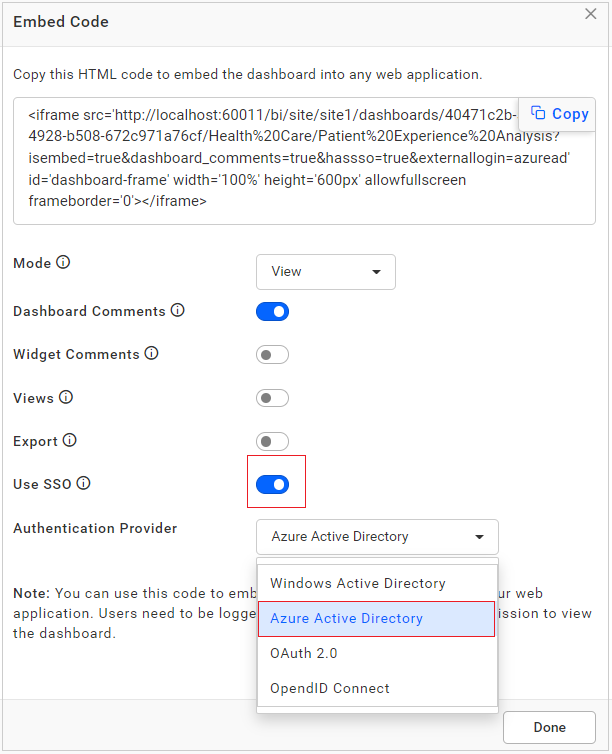 Embed Code
Copy this HTML code to embed the dashboard into any web application.
<iframe src='http://localhost:60011/bi/site/site1/dashboards/40471c2b-
Copy
4928-b508-672c971a76cf/Health%20Care/Patient%20Experience%20Analysis?
isembed=true&dashboard_comments=true&hassso=true&externallogin=azuread'
id='dashboard-frame' width='100%' height='600px' allowfullscreen
frameborder='0'></iframe>
Mode
View
Dashboard Comments
Widget Comments
Views
Export
Use SSO
Authentication Provider
Azure Active Directory
Windows Active Directory
Azure Active Directory
OAuth 2.0
OpendID Connect
Note: You can use this code to emb ur web
application. Users need to be logge ission to view
the dashboard.
Done